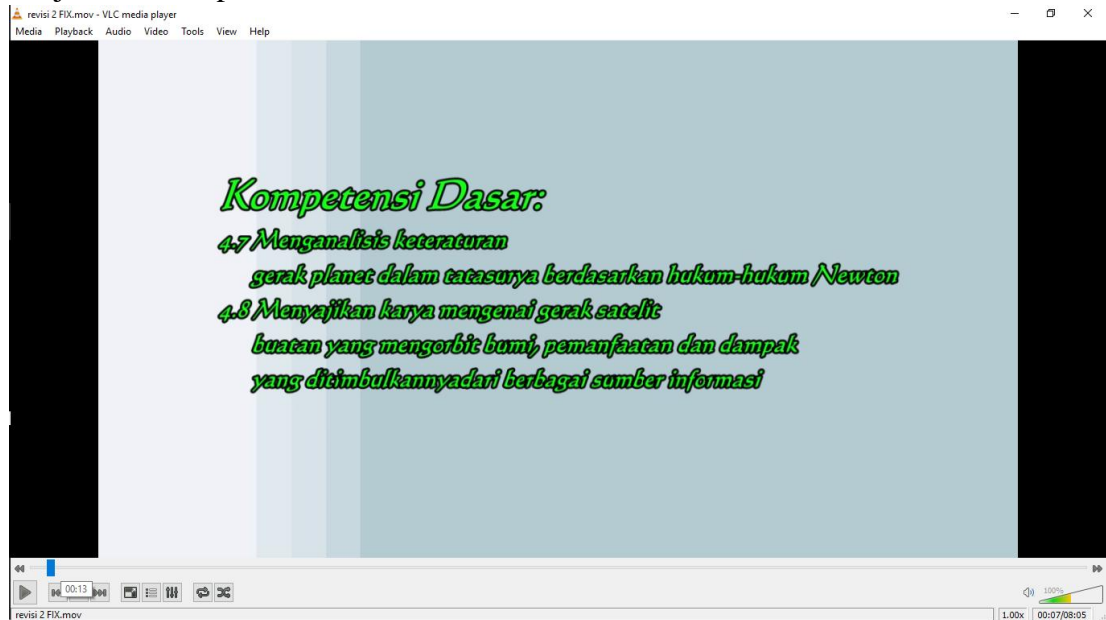 revisi 2 FIX.mov - VLC media player
Media Playback Audio Video Tools View Help
Kompetensi Dasar:
4.7 Menganalisis keteraturan
gerak planet dalam tatasurya berdasarkan hukum-hukum Newton
4.8 Menyajikan karya mengenai gerak satelit
buatan yang mengorbit bumi, pemanfaatan dan dampak
yang ditimbulkannyadari berbagai sumber informasi
00:13
100%
revisi 2 FIX.mov
1.00x 00:07/08:05